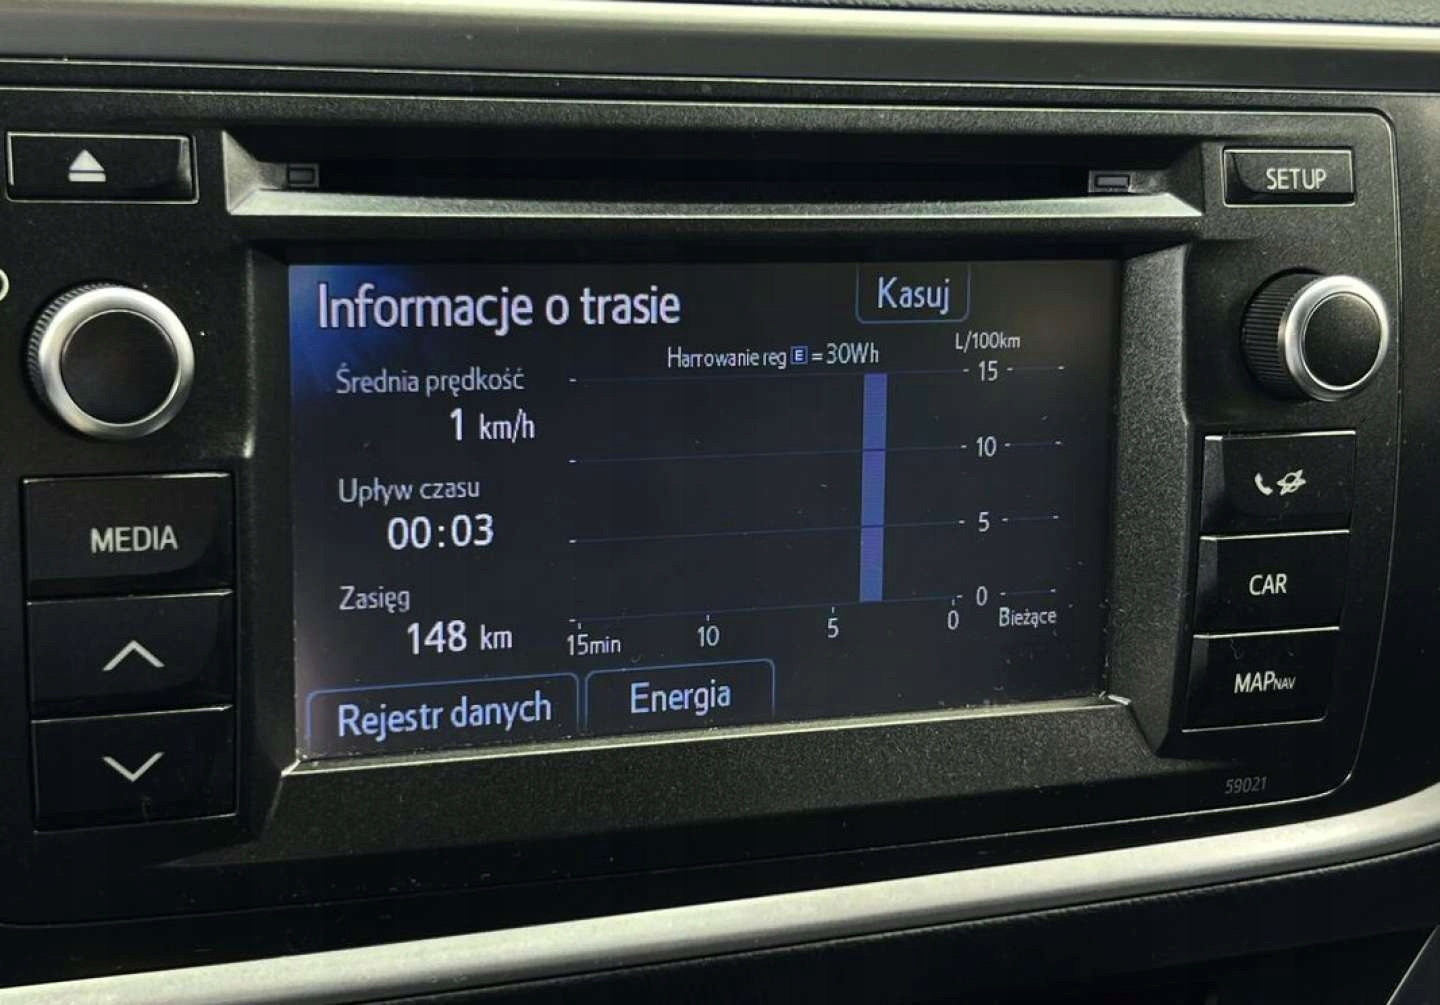 SETUP
Informacje o trasie
Kasuj
Harrowanie reg E = 30Wh
L/100km
Średnia prędkość
1 km/h
15
10
5
0
Upływ czasu
00:03
Zasięg
148 km
15min
10
5
0
Bieżące
Rejestr danych
Energia
MEDIA
CAR
MAPNAV
59021